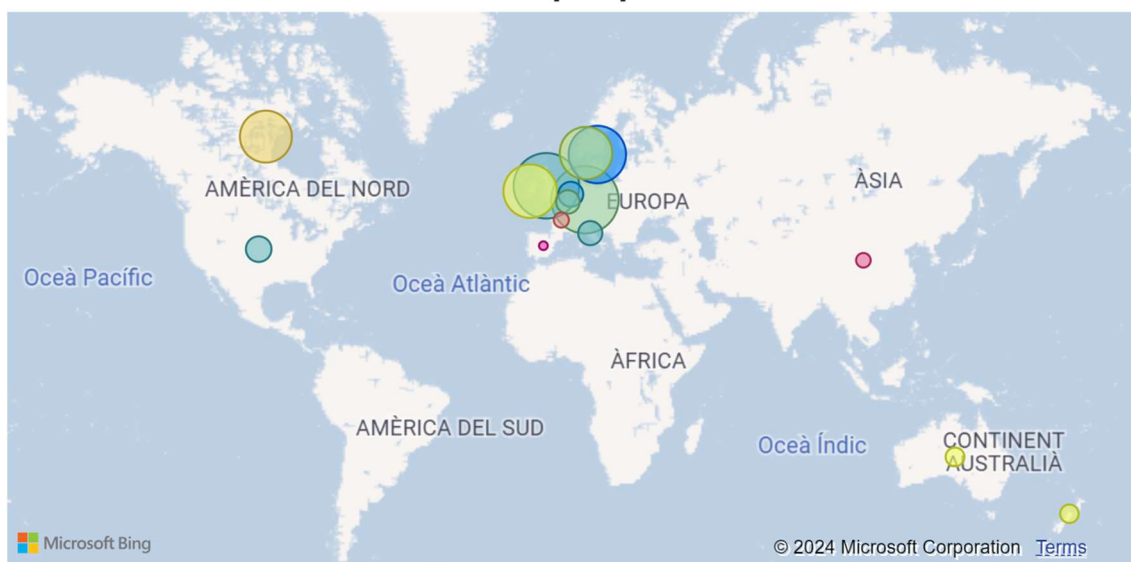 AMÈRICA DEL NORD
EUROPA
ÀSIA
Oceà Pacífic
Oceà Atlàntic
ÀFRICA
AMÈRICA DEL SUD
Oceà Índic
CONTINENT
AUSTRALIÀ
Microsoft Bing
© 2024 Microsoft Corporation Terms